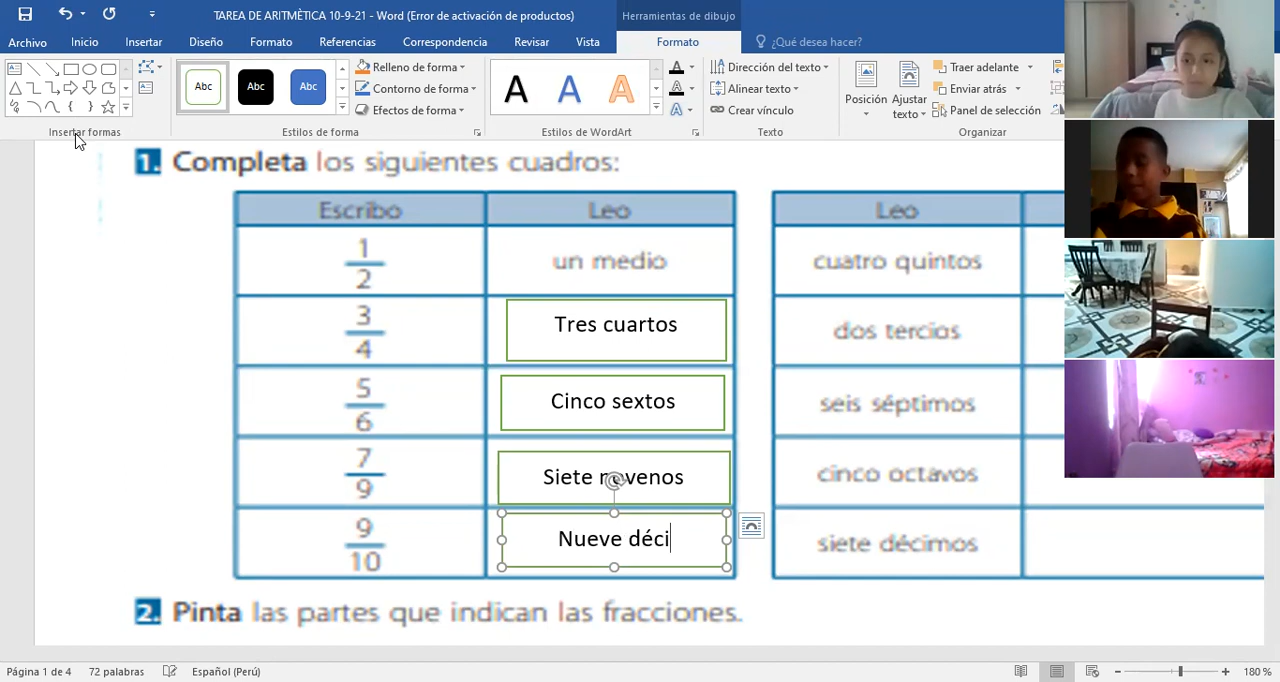 TAREA DE ARITMÈTICA 10-9-21 - Word (Error de activación de productos)
Herramientas de dibujo
Archivo Inicio Insertar Diseño Formato Referencias Correspondencia Revisar Vista Formato ¿Qué desea hacer?
Abc Abc Abc
Relleno de forma
Contorno de forma
Efectos de forma
A A A
Dirección del texto
Alinear texto
Crear vínculo
Posición
Ajustar texto
Traer adelante
Enviar atrás
Panel de selección
Insertar formas Estilos de forma Estilos de WordArt Texto Organizar
1. Completa los siguientes cuadros:
Escribo Leo Leo
1/2 un medio cuatro quintos
3/4 Tres cuartos dos tercios
5/6 Cinco sextos seis séptimos
7/9 Siete novenos cinco octavos
9/10 Nueve déci siete décimos
2. Pinta las partes que indican las fracciones.
Página 1 de 4 72 palabras Español (Perú) 180 %